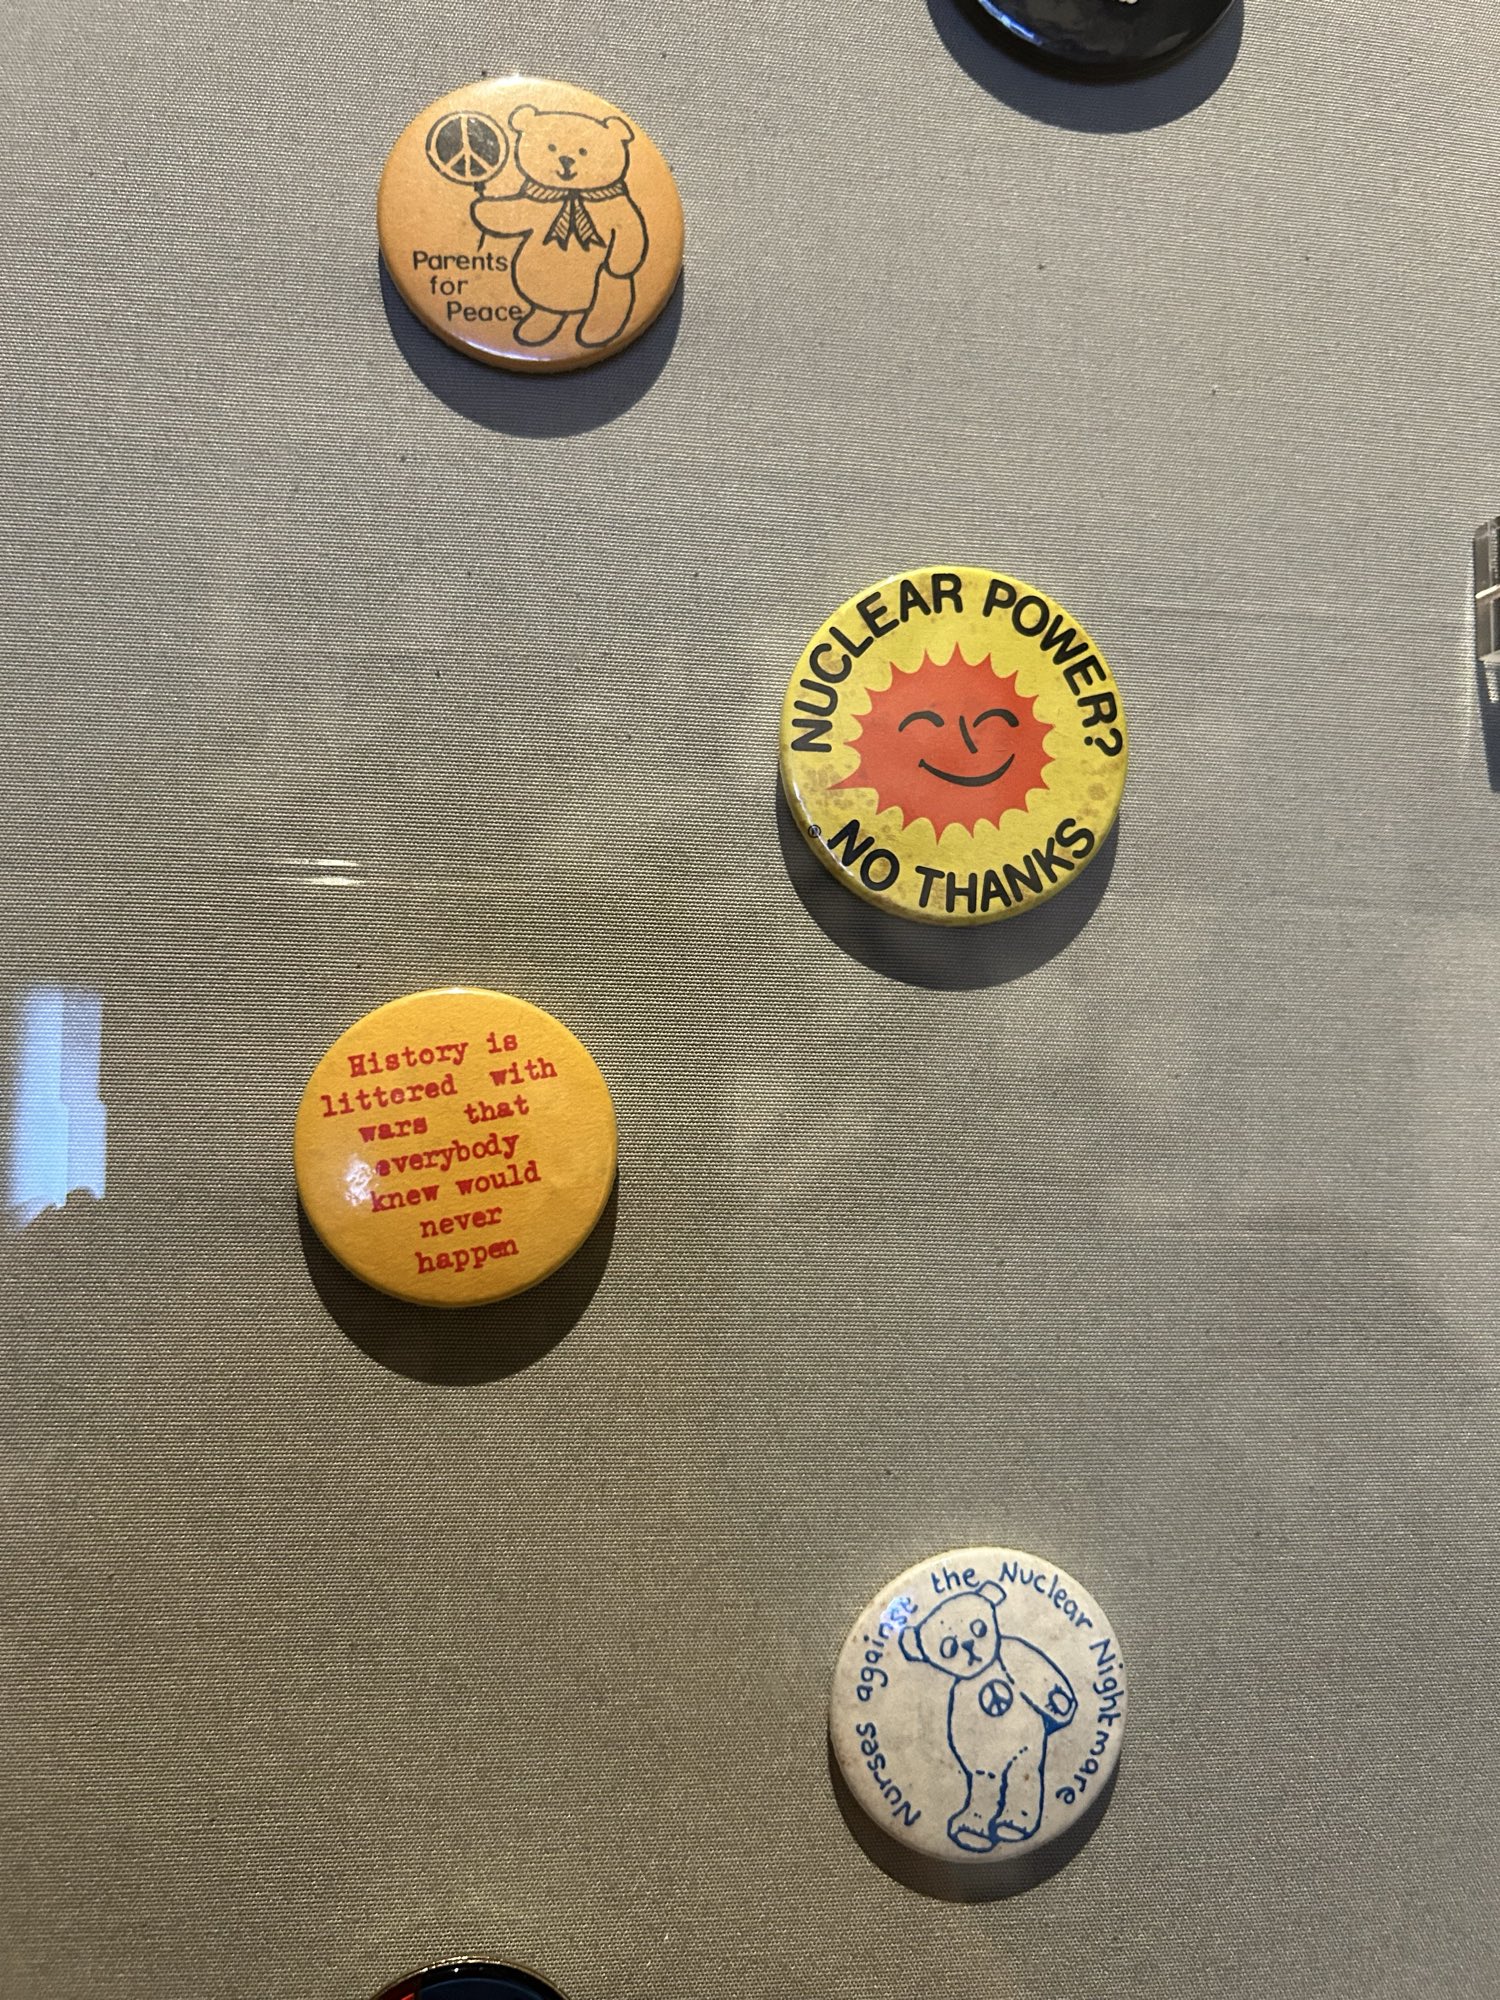 Parents
for
Peace
NUCLEAR POWER?
® NO THANKS
History is
littered with
wars that
everybody
knew would
never
happen
Nurses against the Nuclear Nightmare